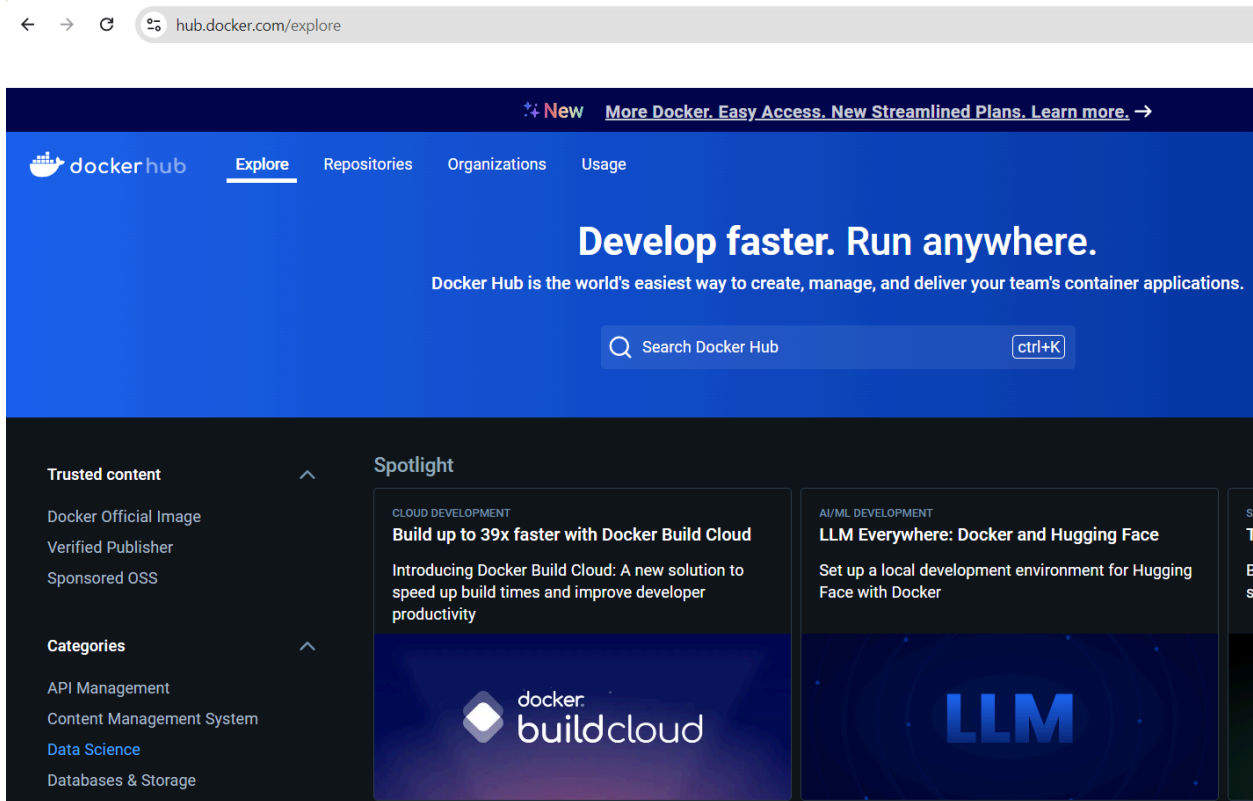 hub.docker.com/explore
New More Docker. Easy Access. New Streamlined Plans. Learn more. →
dockerhub Explore Repositories Organizations Usage
Develop faster. Run anywhere.
Docker Hub is the world's easiest way to create, manage, and deliver your team's container applications.
Search Docker Hub ctrl+K
Trusted content
Docker Official Image
Verified Publisher
Sponsored OSS
Categories
API Management
Content Management System
Data Science
Databases & Storage
Spotlight
CLOUD DEVELOPMENT
Build up to 39x faster with Docker Build Cloud
Introducing Docker Build Cloud: A new solution to
speed up build times and improve developer
productivity
docker
buildcloud
AI/ML DEVELOPMENT
LLM Everywhere: Docker and Hugging Face
Set up a local development environment for Hugging
Face with Docker
LLM